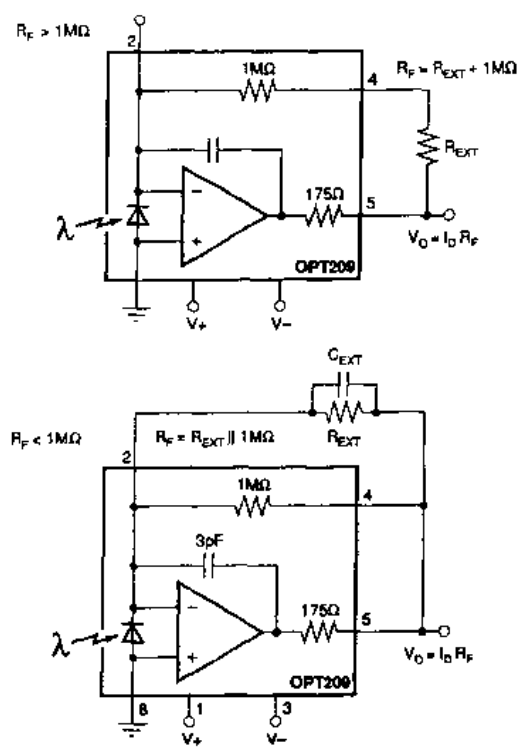 R_F > 1MΩ
2
1MΩ
4
R_F = R_EXT + 1MΩ
R_EXT
175Ω
5
λ
−
+
V_O = I_D R_F
OPT209
V+
V−
C_EXT
R_EXT
R_F < 1MΩ
R_F = R_EXT || 1MΩ
2
1MΩ
4
3pF
175Ω
5
λ
−
+
V_O = I_D R_F
OPT209
8
1
3
V+
V−